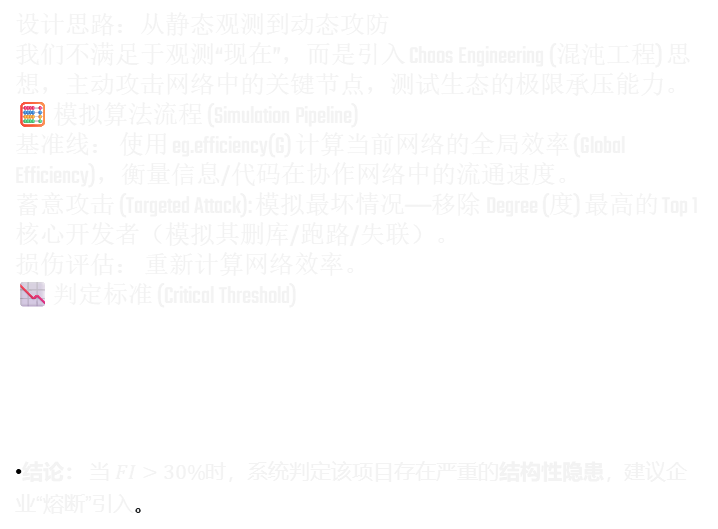 设计思路：从静态观测到动态攻防
我们不满足于观测“现在”，而是引入 Chaos Engineering (混沌工程) 思
想，主动攻击网络中的关键节点，测试生态的极限承压能力。
🧮 模拟算法流程 (Simulation Pipeline)
基准线： 使用 eg.efficiency(G) 计算当前网络的全局效率 (Global
Efficiency)，衡量信息/代码在协作网络中的流通速度。
蓄意攻击 (Targeted Attack): 模拟最坏情况——移除 Degree (度) 最高的 Top 1
核心开发者（模拟其删库/跑路/失联）。
损伤评估： 重新计算网络效率。
📉 判定标准 (Critical Threshold)
•结论： 当 FI > 30%时，系统判定该项目存在严重的结构性隐患，建议企
业“熔断”引入。